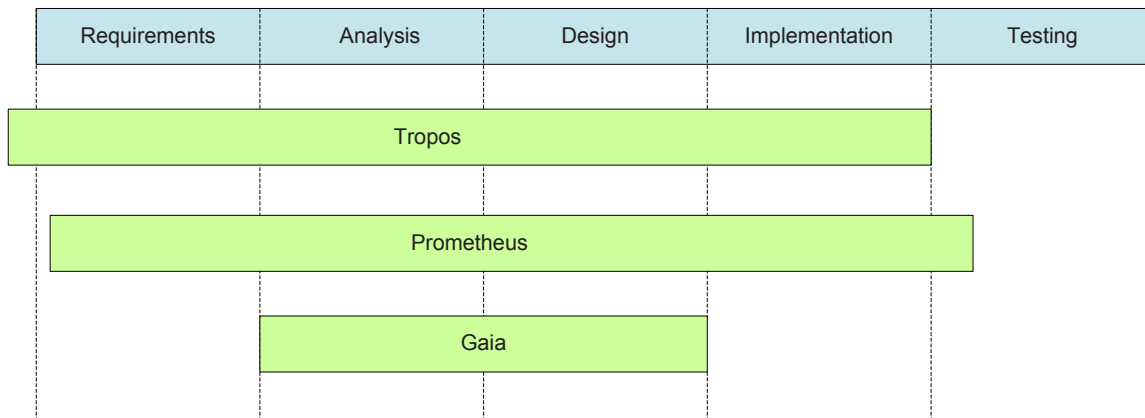 Requirements Analysis Design Implementation Testing
Tropos
Prometheus
Gaia